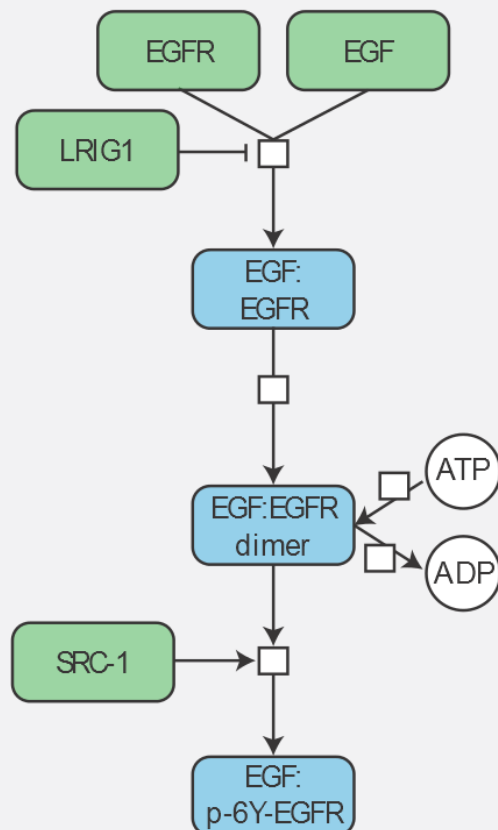 EGFR
EGF
LRIG1
EGF:
EGFR
EGF:EGFR
dimer
ATP
ADP
SRC-1
EGF:
p-6Y-EGFR